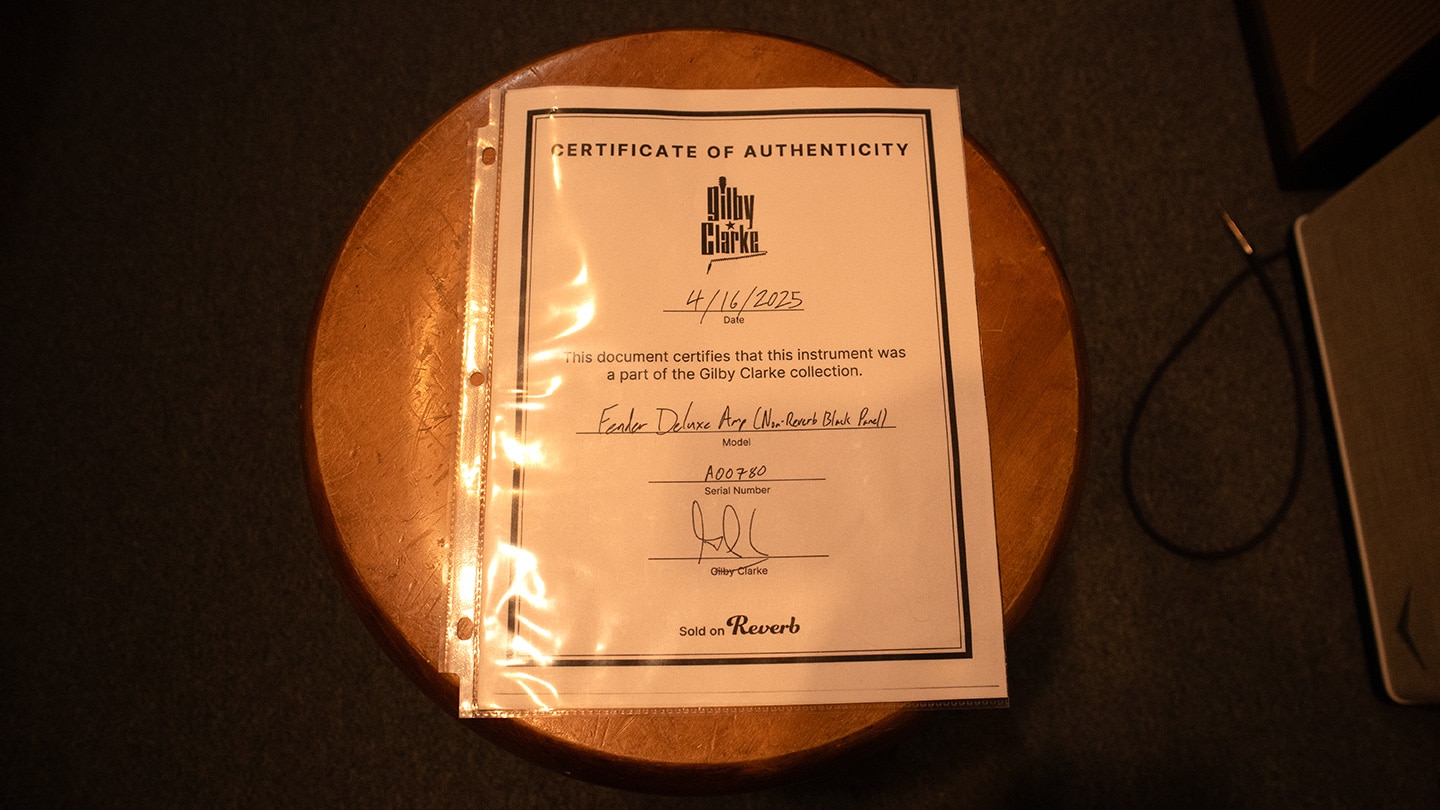 CERTIFICATE OF AUTHENTICITY
gilby
Clarke
4/16/2025
Date
This document certifies that this instrument was
a part of the Gilby Clarke collection.
Fender Deluxe Amp (Non-Reverb Black Panel)
Model
A00780
Serial Number
Gilby Clarke
Sold on Reverb